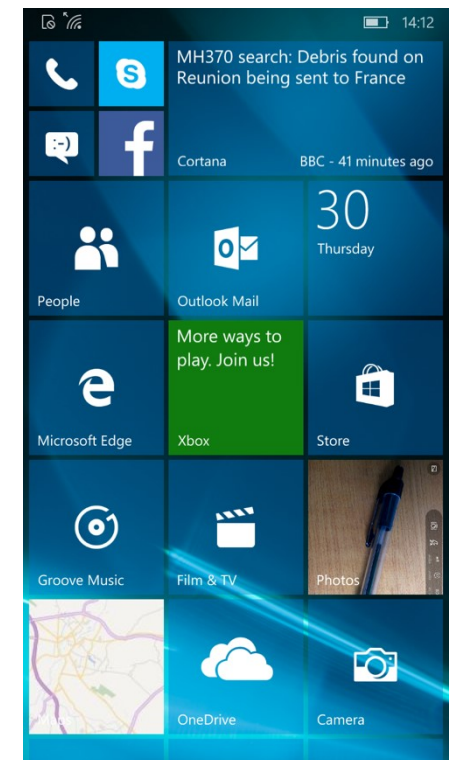 14:12
S
MH370 search: Debris found on
Reunion being sent to France
:-)
f
Cortana
BBC - 41 minutes ago
30
Thursday
People
Outlook Mail
More ways to
play. Join us!
Microsoft Edge
Xbox
Store
Groove Music
Film & TV
Photos
Maps
OneDrive
Camera